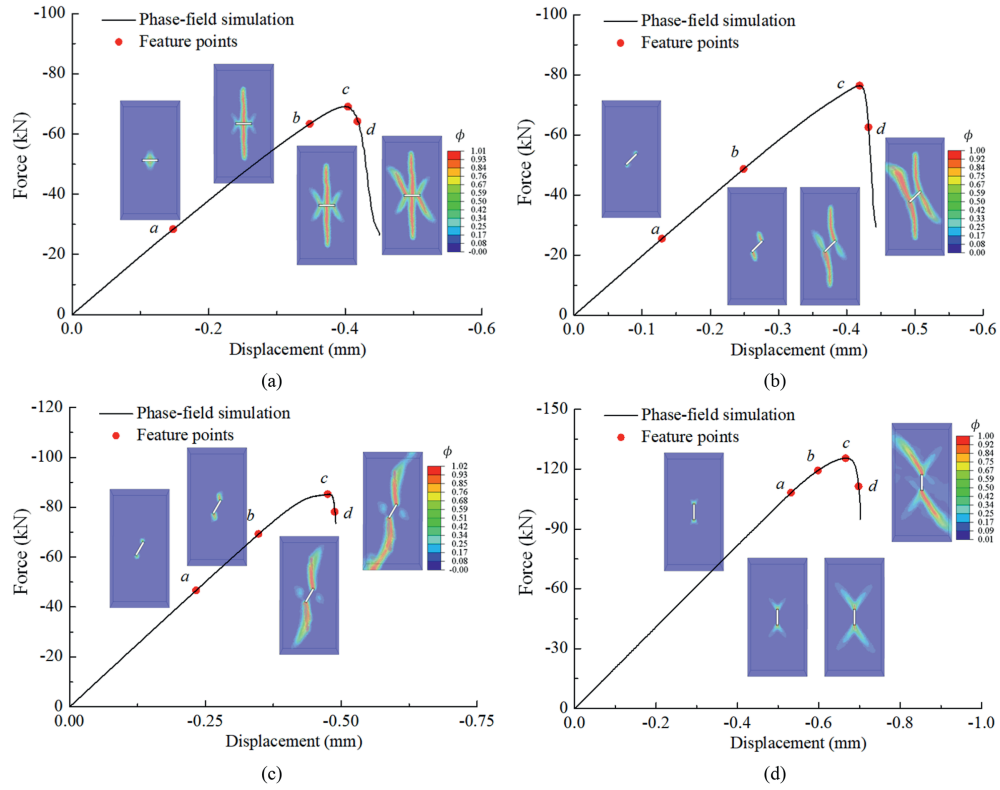 -100
-80
-60
-40
-20
0
Force (kN)
Phase-field simulation
Feature points
a
b
c
d
ϕ
1.01
0.93
0.84
0.76
0.67
0.59
0.50
0.42
0.34
0.25
0.17
0.08
-0.00
0.0
-0.2
-0.4
-0.6
Displacement (mm)
(a)
-100
-80
-60
-40
-20
0
Force (kN)
Phase-field simulation
Feature points
a
b
c
d
ϕ
1.00
0.92
0.84
0.75
0.67
0.59
0.50
0.42
0.33
0.25
0.17
0.08
0.00
0.0
-0.1
-0.2
-0.3
-0.4
-0.5
-0.6
Displacement (mm)
(b)
-120
-100
-80
-60
-40
-20
0
Force (kN)
Phase-field simulation
Feature points
a
b
c
d
ϕ
1.02
0.93
0.85
0.76
0.68
0.59
0.51
0.42
0.34
0.25
0.17
0.08
-0.00
0.00
-0.25
-0.50
-0.75
Displacement (mm)
(c)
-150
-120
-90
-60
-30
0
Force (kN)
Phase-field simulation
Feature points
a
b
c
d
ϕ
1.00
0.92
0.84
0.75
0.67
0.59
0.51
0.42
0.34
0.26
0.17
0.09
0.01
0.0
-0.2
-0.4
-0.6
-0.8
-1.0
Displacement (mm)
(d)